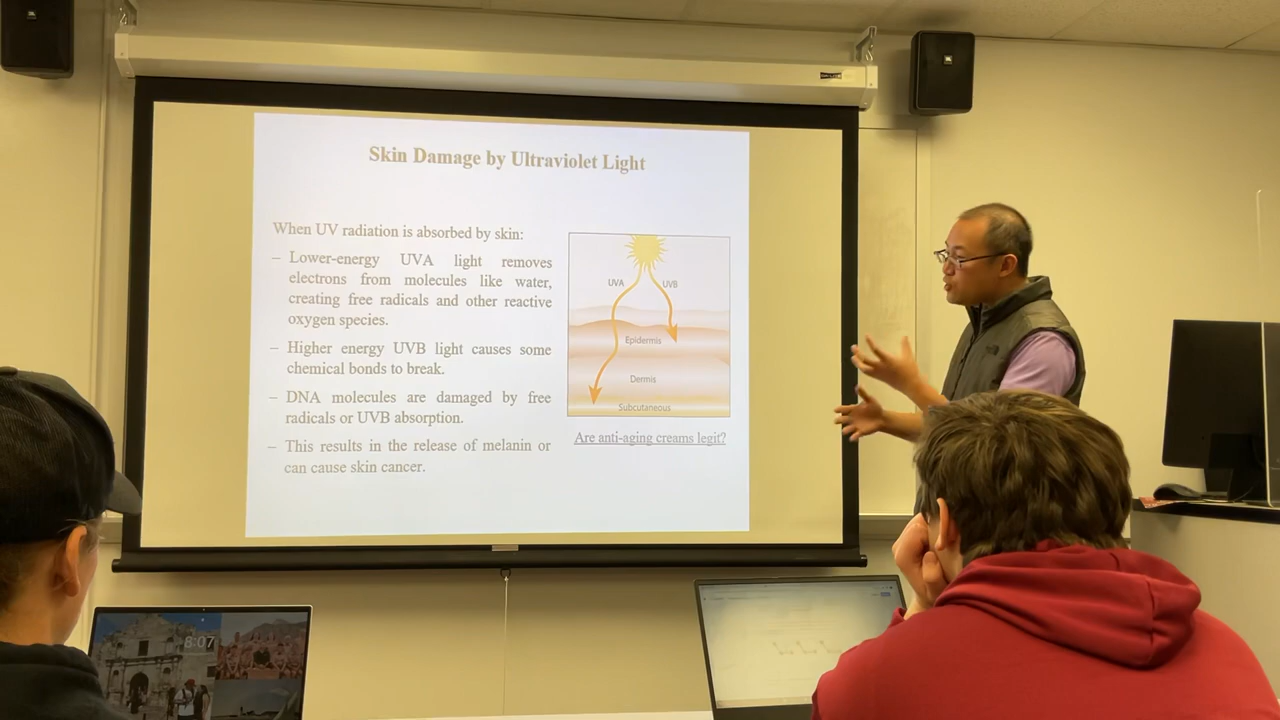 Skin Damage by Ultraviolet Light
When UV radiation is absorbed by skin:
– Lower-energy UVA light removes
electrons from molecules like water,
creating free radicals and other reactive
oxygen species.
– Higher energy UVB light causes some
chemical bonds to break.
– DNA molecules are damaged by free
radicals or UVB absorption.
– This results in the release of melanin or
can cause skin cancer.
UVA
UVB
Epidermis
Dermis
Subcutaneous
Are anti-aging creams legit?
JBL
8:07